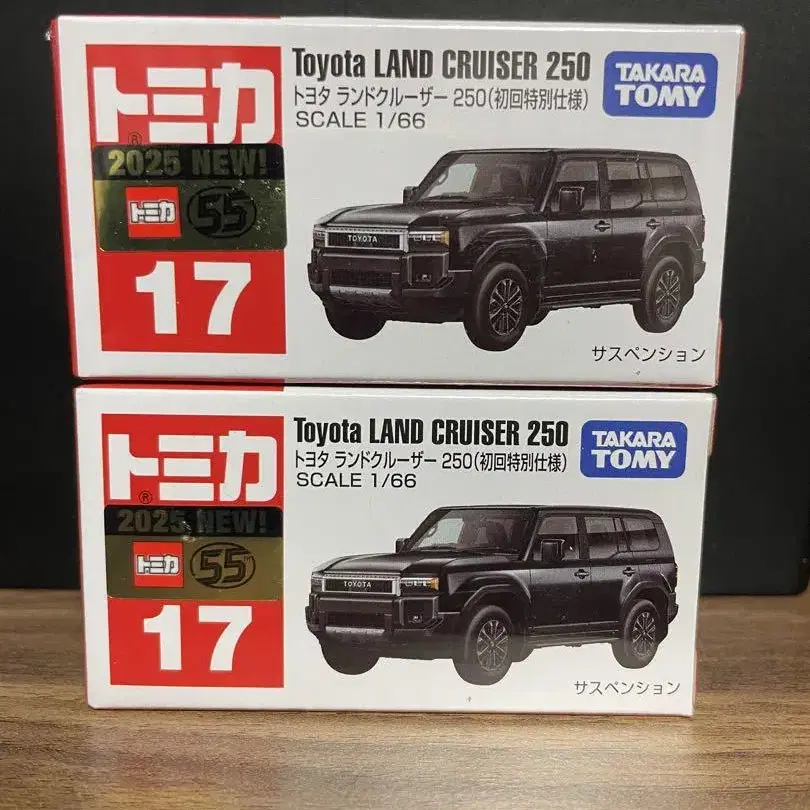 トミカ
®
2025 NEW!
トミカ 55
17
Toyota LAND CRUISER 250
トヨタ ランドクルーザー 250(初回特別仕様)
SCALE 1/66
TAKARA
TOMY
TOYOTA
サスペンション
トミカ
®
2025 NEW!
トミカ 55
17
Toyota LAND CRUISER 250
トヨタ ランドクルーザー 250(初回特別仕様)
SCALE 1/66
TAKARA
TOMY
TOYOTA
サスペンション